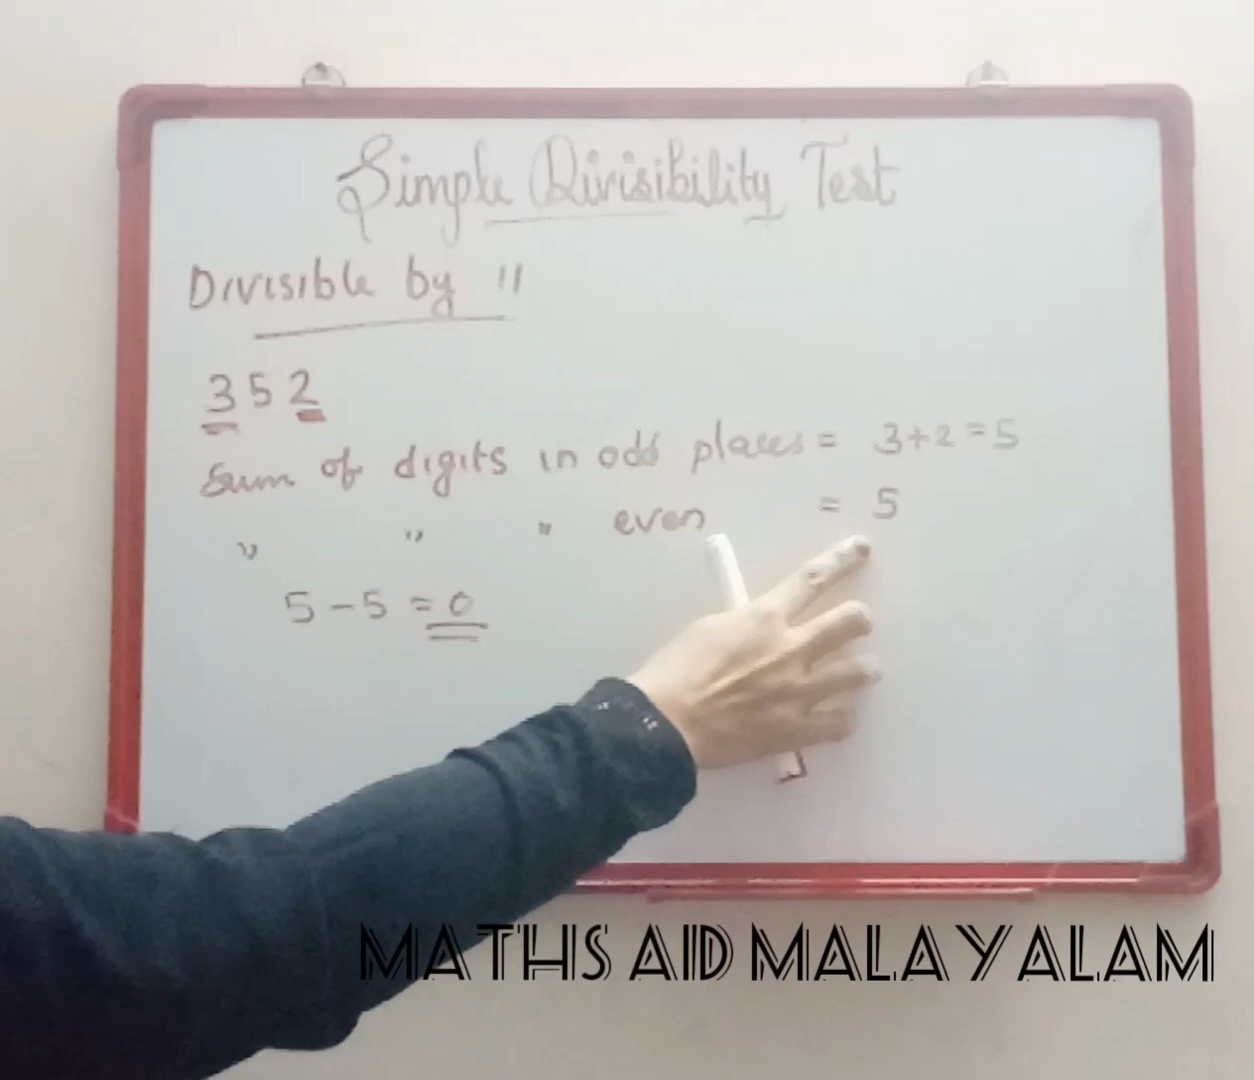 Simple Divisibility Test
Divisible by 11
352
Sum of digits in odd places = 3+2=5
" " " even = 5
5-5=0
MATHS AID MALAYALAM